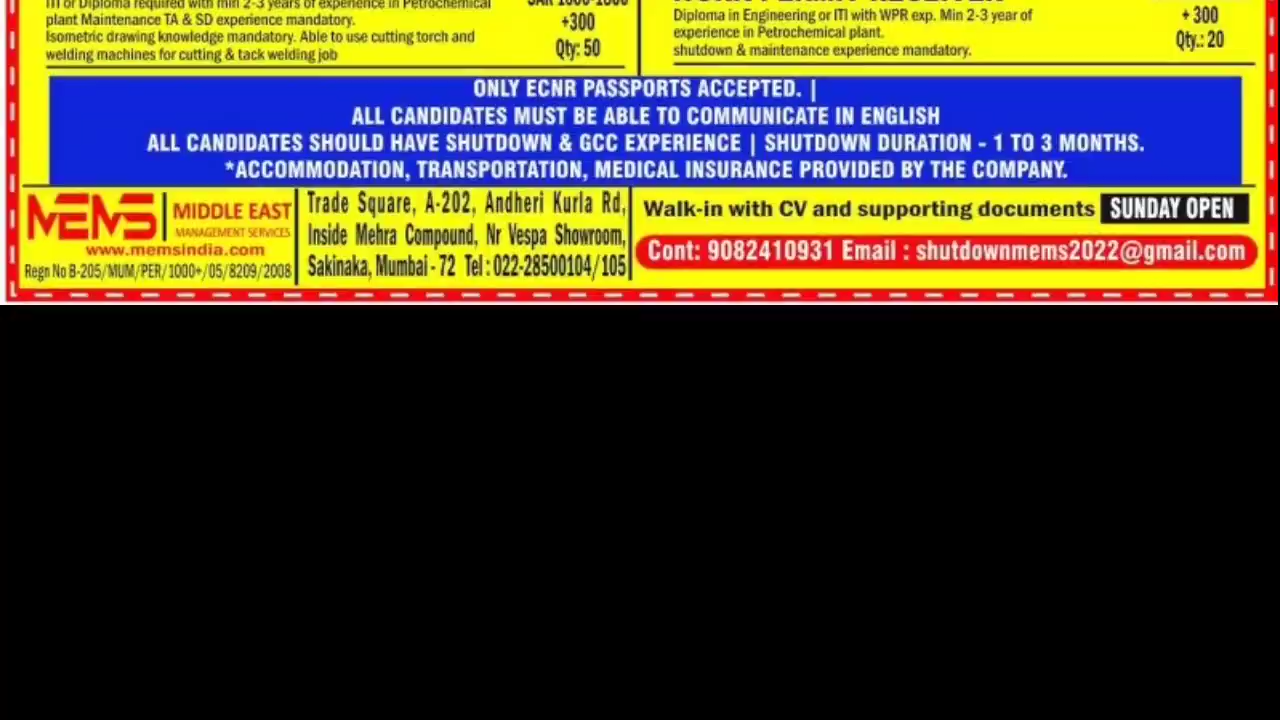 ITI or Diploma required with min 2-3 years of experience in Petrochemical
plant Maintenance TA & SD experience mandatory.
Isometric drawing knowledge mandatory. Able to use cutting torch and
welding machines for cutting & tack welding job
+300
Qty: 50
WORK PERMIT RECEIVER
Diploma in Engineering or ITI with WPR exp. Min 2-3 year of
experience in Petrochemical plant.
shutdown & maintenance experience mandatory.
+ 300
Qty.: 20
ONLY ECNR PASSPORTS ACCEPTED. |
ALL CANDIDATES MUST BE ABLE TO COMMUNICATE IN ENGLISH
ALL CANDIDATES SHOULD HAVE SHUTDOWN & GCC EXPERIENCE | SHUTDOWN DURATION - 1 TO 3 MONTHS.
*ACCOMMODATION, TRANSPORTATION, MEDICAL INSURANCE PROVIDED BY THE COMPANY.
MEMS
MIDDLE EAST
MANAGEMENT SERVICES
www.memsindia.com
Regn No B-205/MUM/PER/1000+/05/8209/2008
Trade Square, A-202, Andheri Kurla Rd,
Inside Mehra Compound, Nr Vespa Showroom,
Sakinaka, Mumbai - 72 Tel : 022-28500104/105
Walk-in with CV and supporting documents SUNDAY OPEN
Cont: 9082410931 Email : shutdownmems2022@gmail.com